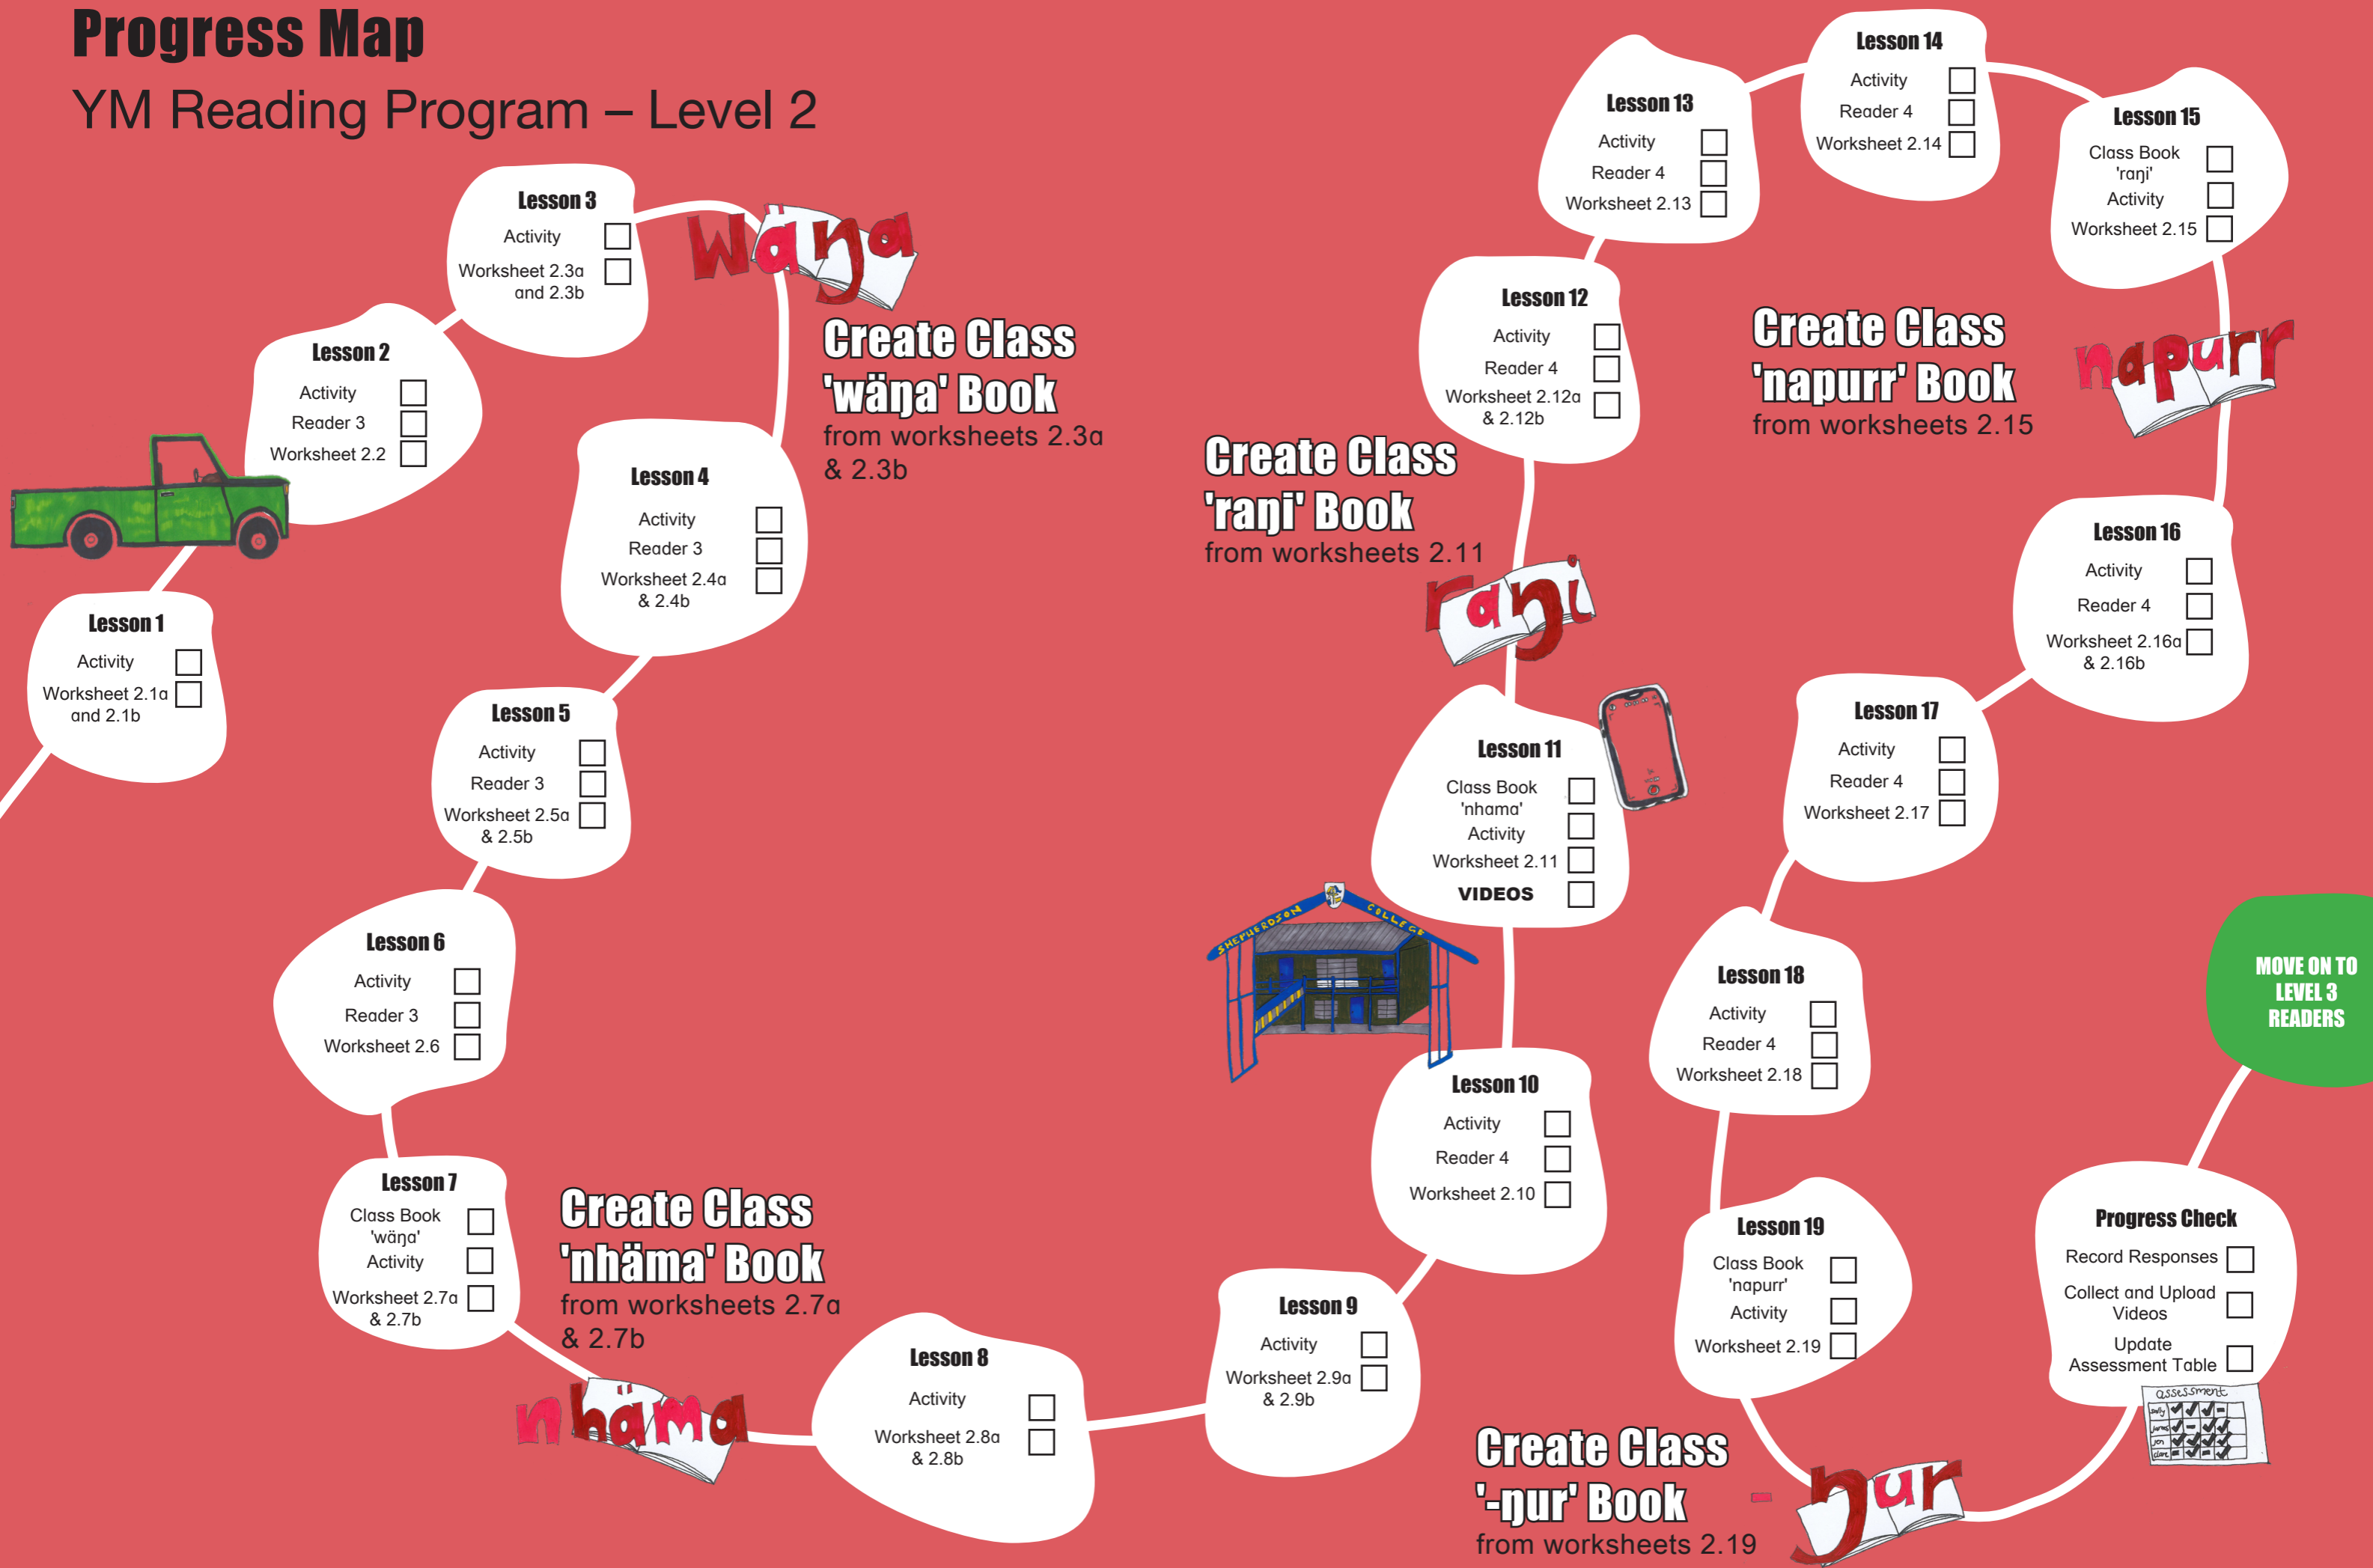 Progress Map
YM Reading Program – Level 2
Lesson 1
Activity
Worksheet 2.1a
and 2.1b
Lesson 2
Activity
Reader 3
Worksheet 2.2
Lesson 3
Activity
Worksheet 2.3a
and 2.3b
wäŋa
Create Class
'wäŋa' Book
from worksheets 2.3a
& 2.3b
Lesson 4
Activity
Reader 3
Worksheet 2.4a
& 2.4b
Lesson 5
Activity
Reader 3
Worksheet 2.5a
& 2.5b
Lesson 6
Activity
Reader 3
Worksheet 2.6
Lesson 7
Class Book
'wäŋa'
Activity
Worksheet 2.7a
& 2.7b
Create Class
'nhäma' Book
from worksheets 2.7a
& 2.7b
nhäma
Lesson 8
Activity
Worksheet 2.8a
& 2.8b
Lesson 9
Activity
Worksheet 2.9a
& 2.9b
Lesson 10
Activity
Reader 4
Worksheet 2.10
SHEPHERDSON COLLEGE
Lesson 11
Class Book
'nhama'
Activity
Worksheet 2.11
VIDEOS
Create Class
'raŋi' Book
from worksheets 2.11
raŋi
Lesson 12
Activity
Reader 4
Worksheet 2.12a
& 2.12b
Lesson 13
Activity
Reader 4
Worksheet 2.13
Lesson 14
Activity
Reader 4
Worksheet 2.14
Lesson 15
Class Book
'raŋi'
Activity
Worksheet 2.15
Create Class
'napurr' Book
from worksheets 2.15
napurr
Lesson 16
Activity
Reader 4
Worksheet 2.16a
& 2.16b
Lesson 17
Activity
Reader 4
Worksheet 2.17
Lesson 18
Activity
Reader 4
Worksheet 2.18
Lesson 19
Class Book
'napurr'
Activity
Worksheet 2.19
Create Class
'-ŋur' Book
from worksheets 2.19
-ŋur
Progress Check
Record Responses
Collect and Upload
Videos
Update
Assessment Table
assessment
sally
james
jen
clare
MOVE ON TO
LEVEL 3
READERS